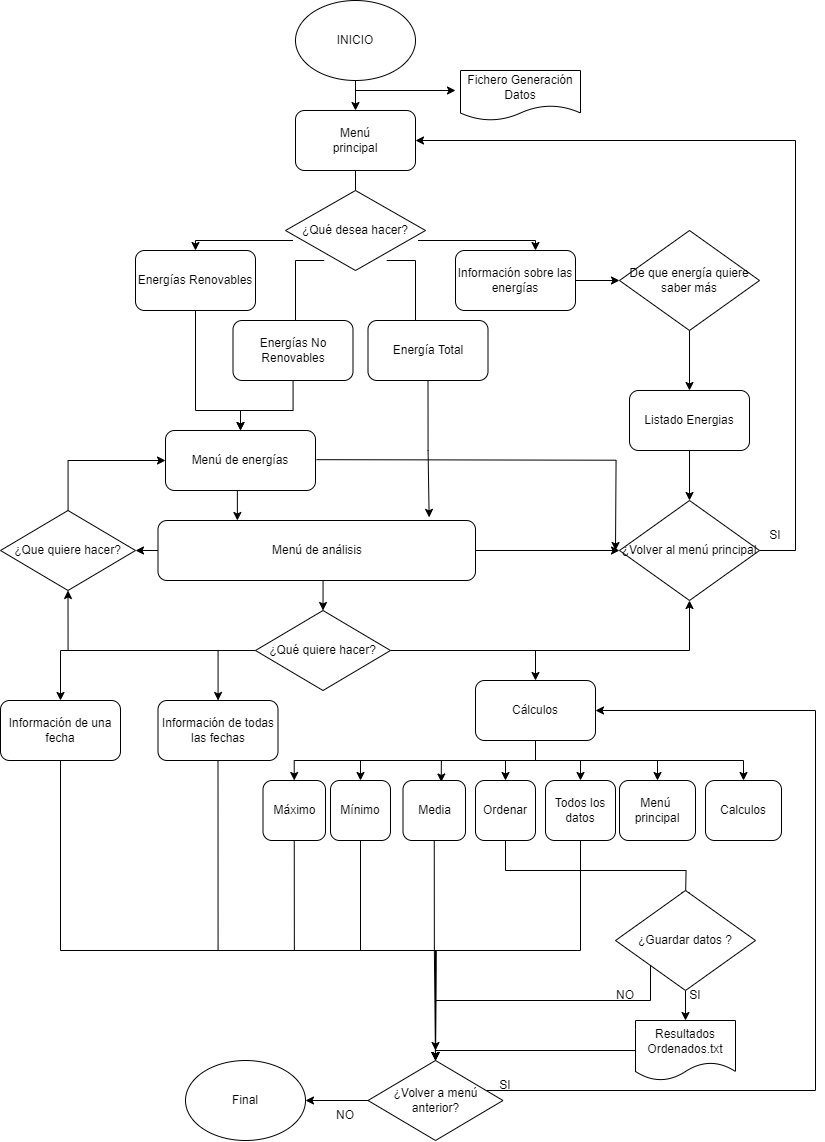 INICIO
Fichero Generación
Datos
Menú
principal
¿Qué desea hacer?
Energías Renovables
Información sobre las
energías
De que energía quiere
saber más
Energías No
Renovables
Energía Total
Listado Energias
Menú de energías
¿Que quiere hacer?
Menú de análisis
¿Volver al menú principal
SI
¿Qué quiere hacer?
Información de una
fecha
Información de todas
las fechas
Cálculos
Máximo
Mínimo
Media
Ordenar
Todos los
datos
Menú
principal
Calculos
¿Guardar datos ?
NO
SI
Resultados
Ordenados.txt
Final
NO
¿Volver a menú
anterior?
SI